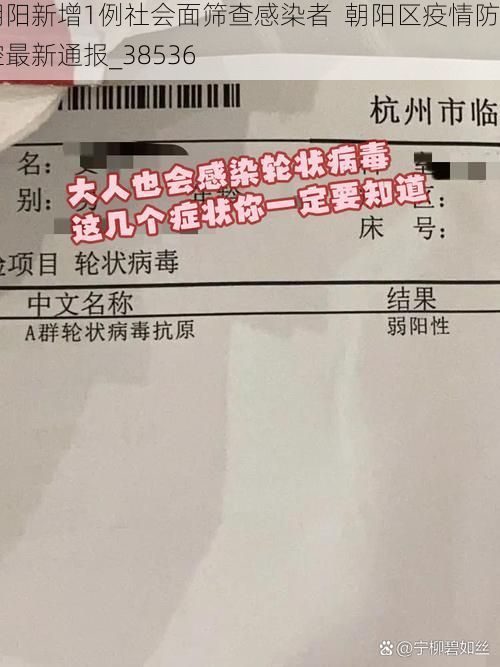 朝阳新增1例社会面筛查感染者 朝阳区疫情防
控最新通报_38536
杭州市临
名:
大人也会感染轮状病毒
别:
区:
这几个症状你一定要知道
床 号:
验项目 轮状病毒
中文名称 结果
A群轮状病毒抗原 弱阳性
@宁柳碧如丝